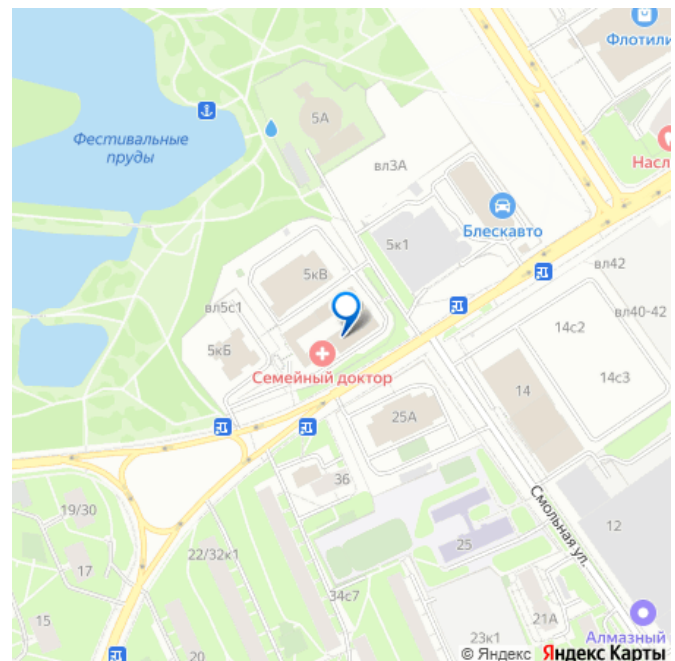 Флотили
5А
Фестивальные
пруды
вл3А
Насл
Блескавто
5к1
вл42
5кВ
вл5с1
вл40-42
14с2
5кБ
Семейный доктор
14с3
14
25А
36
Смольная ул.
19/30
12
22/32к1
25
17
34с7
15
21А
23к1
20
Алмазный
© Яндекс Яндекс Карты